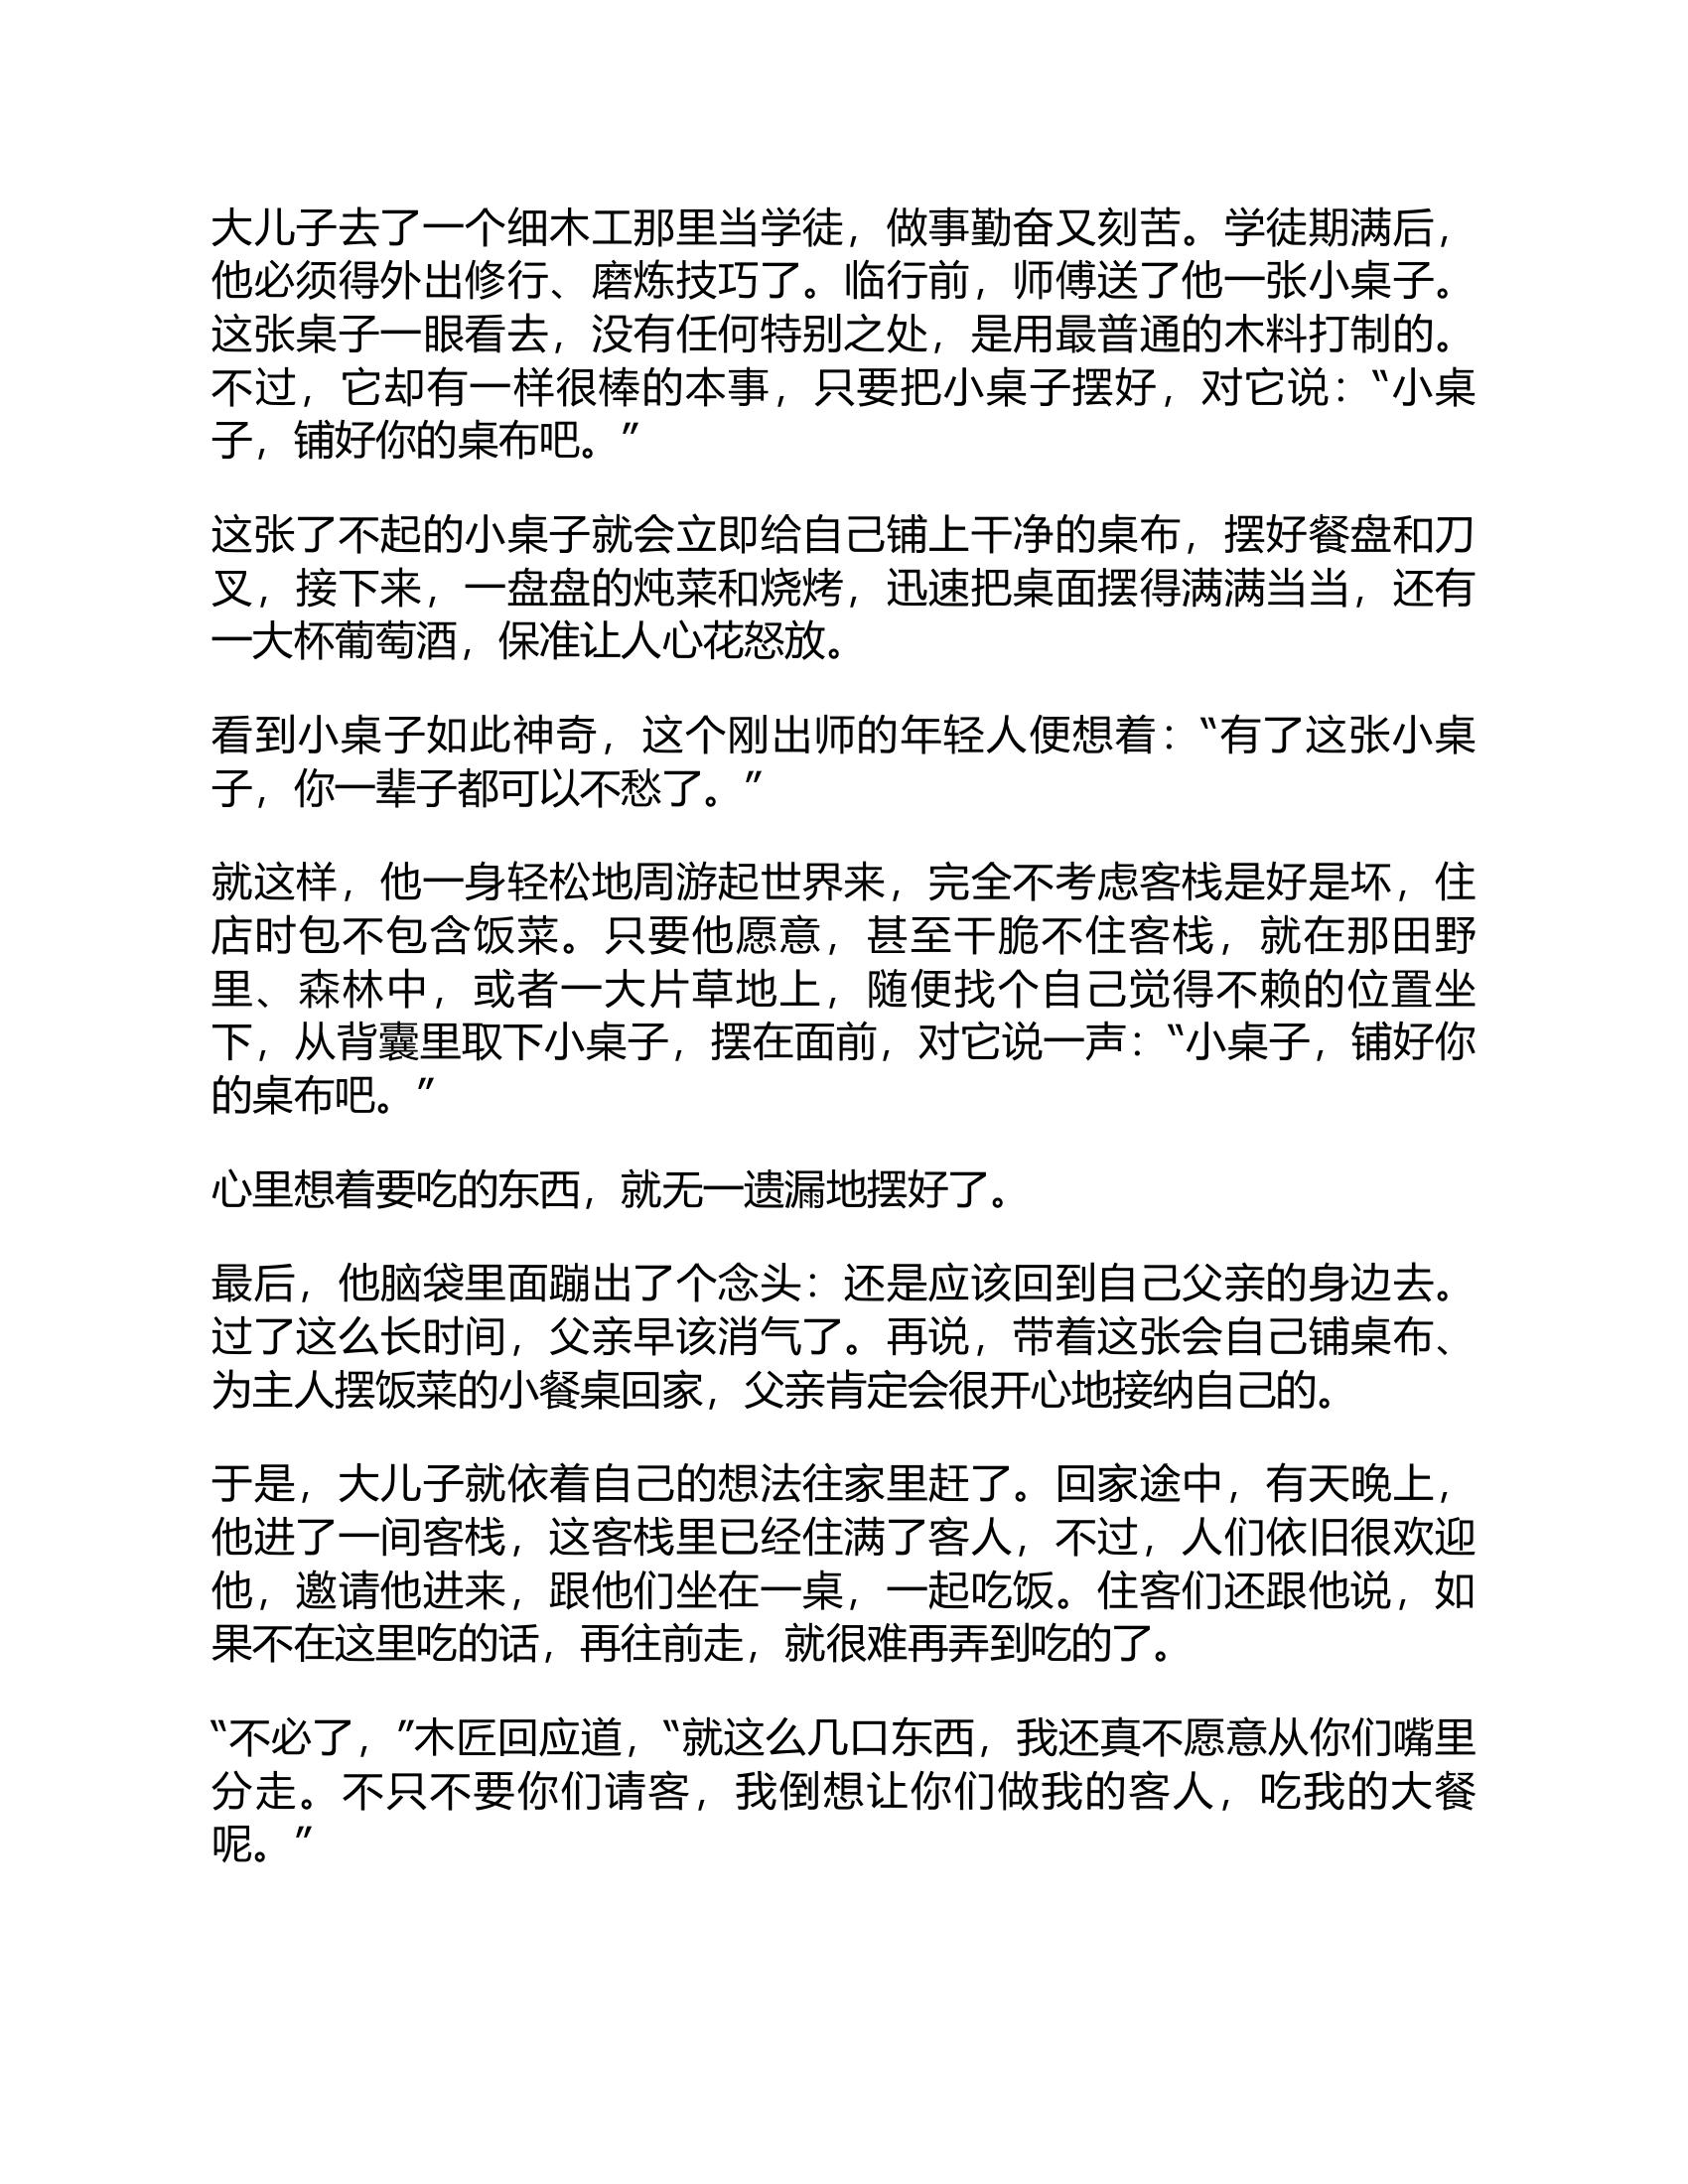 大儿子去了一个细木工那里当学徒，做事勤奋又刻苦。学徒期满后，
他必须得外出修行、磨炼技巧了。临行前，师傅送了他一张小桌子。
这张桌子一眼看去，没有任何特别之处，是用最普通的木料打制的。
不过，它却有一样很棒的本事，只要把小桌子摆好，对它说：“小桌
子，铺好你的桌布吧。”
这张了不起的小桌子就会立即给自己铺上干净的桌布，摆好餐盘和刀
叉，接下来，一盘盘的炖菜和烧烤，迅速把桌面摆得满满当当，还有
一大杯葡萄酒，保准让人心花怒放。
看到小桌子如此神奇，这个刚出师的年轻人便想着：“有了这张小桌
子，你一辈子都可以不愁了。”
就这样，他一身轻松地周游起世界来，完全不考虑客栈是好是坏，住
店时包不包含饭菜。只要他愿意，甚至干脆不住客栈，就在那田野
里、森林中，或者一大片草地上，随便找个自己觉得不赖的位置坐
下，从背囊里取下小桌子，摆在面前，对它说一声：“小桌子，铺好你
的桌布吧。”
心里想着要吃的东西，就无一遗漏地摆好了。
最后，他脑袋里面蹦出了个念头：还是应该回到自己父亲的身边去。
过了这么长时间，父亲早该消气了。再说，带着这张会自己铺桌布、
为主人摆饭菜的小餐桌回家，父亲肯定会很开心地接纳自己的。
于是，大儿子就依着自己的想法往家里赶了。回家途中，有天晚上，
他进了一间客栈，这客栈里已经住满了客人，不过，人们依旧很欢迎
他，邀请他进来，跟他们坐在一桌，一起吃饭。住客们还跟他说，如
果不在这里吃的话，再往前走，就很难再弄到吃的了。
“不必了，”木匠回应道，“就这么几口东西，我还真不愿意从你们嘴里
分走。不只不要你们请客，我倒想让你们做我的客人，吃我的大餐
呢。”